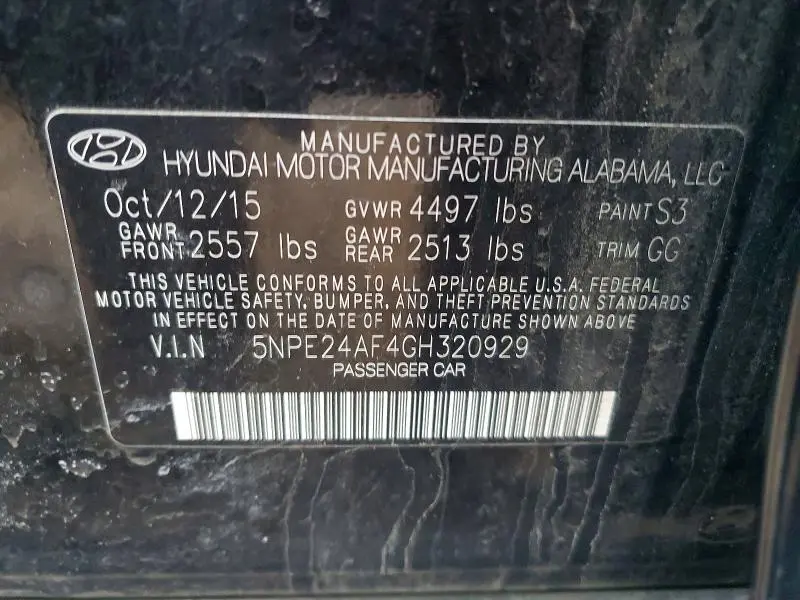 MANUFACTURED BY
HYUNDAI MOTOR MANUFACTURING ALABAMA, LLC
Oct/12/15 GVWR 4497 lbs PAINT S3
GAWR FRONT 2557 lbs GAWR REAR 2513 lbs TRIM GG
THIS VEHICLE CONFORMS TO ALL APPLICABLE U.S.A. FEDERAL
MOTOR VEHICLE SAFETY, BUMPER, AND THEFT PREVENTION STANDARDS
IN EFFECT ON THE DATE OF MANUFACTURE SHOWN ABOVE
V.I.N 5NPE24AF4GH320929
PASSENGER CAR